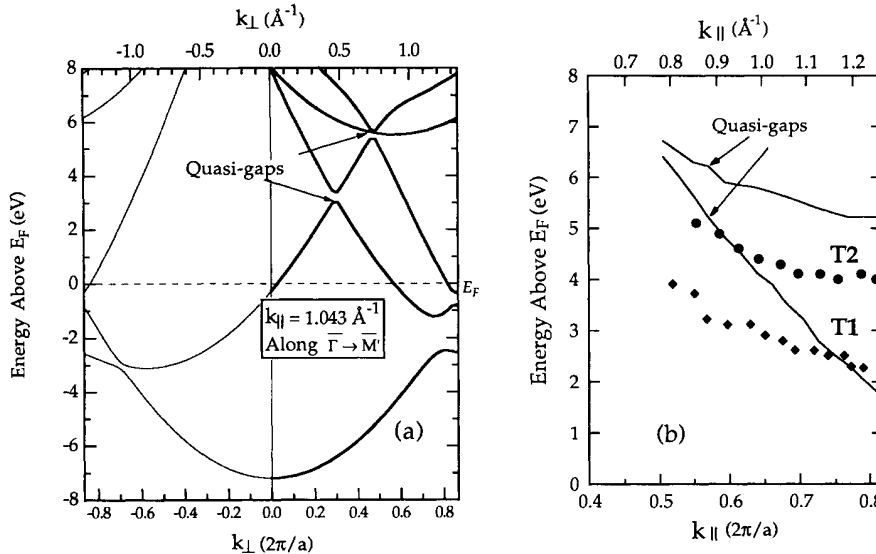 k⊥ (Å⁻¹)
-1.0 -0.5 0.0 0.5 1.0
8
6
4
2
0
-2
-4
-6
-8
Energy Above E_F (eV)
Quasi-gaps
E_F
k∥ = 1.043 Å⁻¹
Along Γ̅ → M̅'
(a)
-0.8 -0.6 -0.4 -0.2 0.0 0.2 0.4 0.6 0.8
k⊥ (2π/a)
k∥ (Å⁻¹)
0.7 0.8 0.9 1.0 1.1 1.2
8
7
6
5
4
3
2
1
0
Energy Above E_F (eV)
Quasi-gaps
T2
T1
(b)
0.4 0.5 0.6 0.7 0.8
k∥ (2π/a)